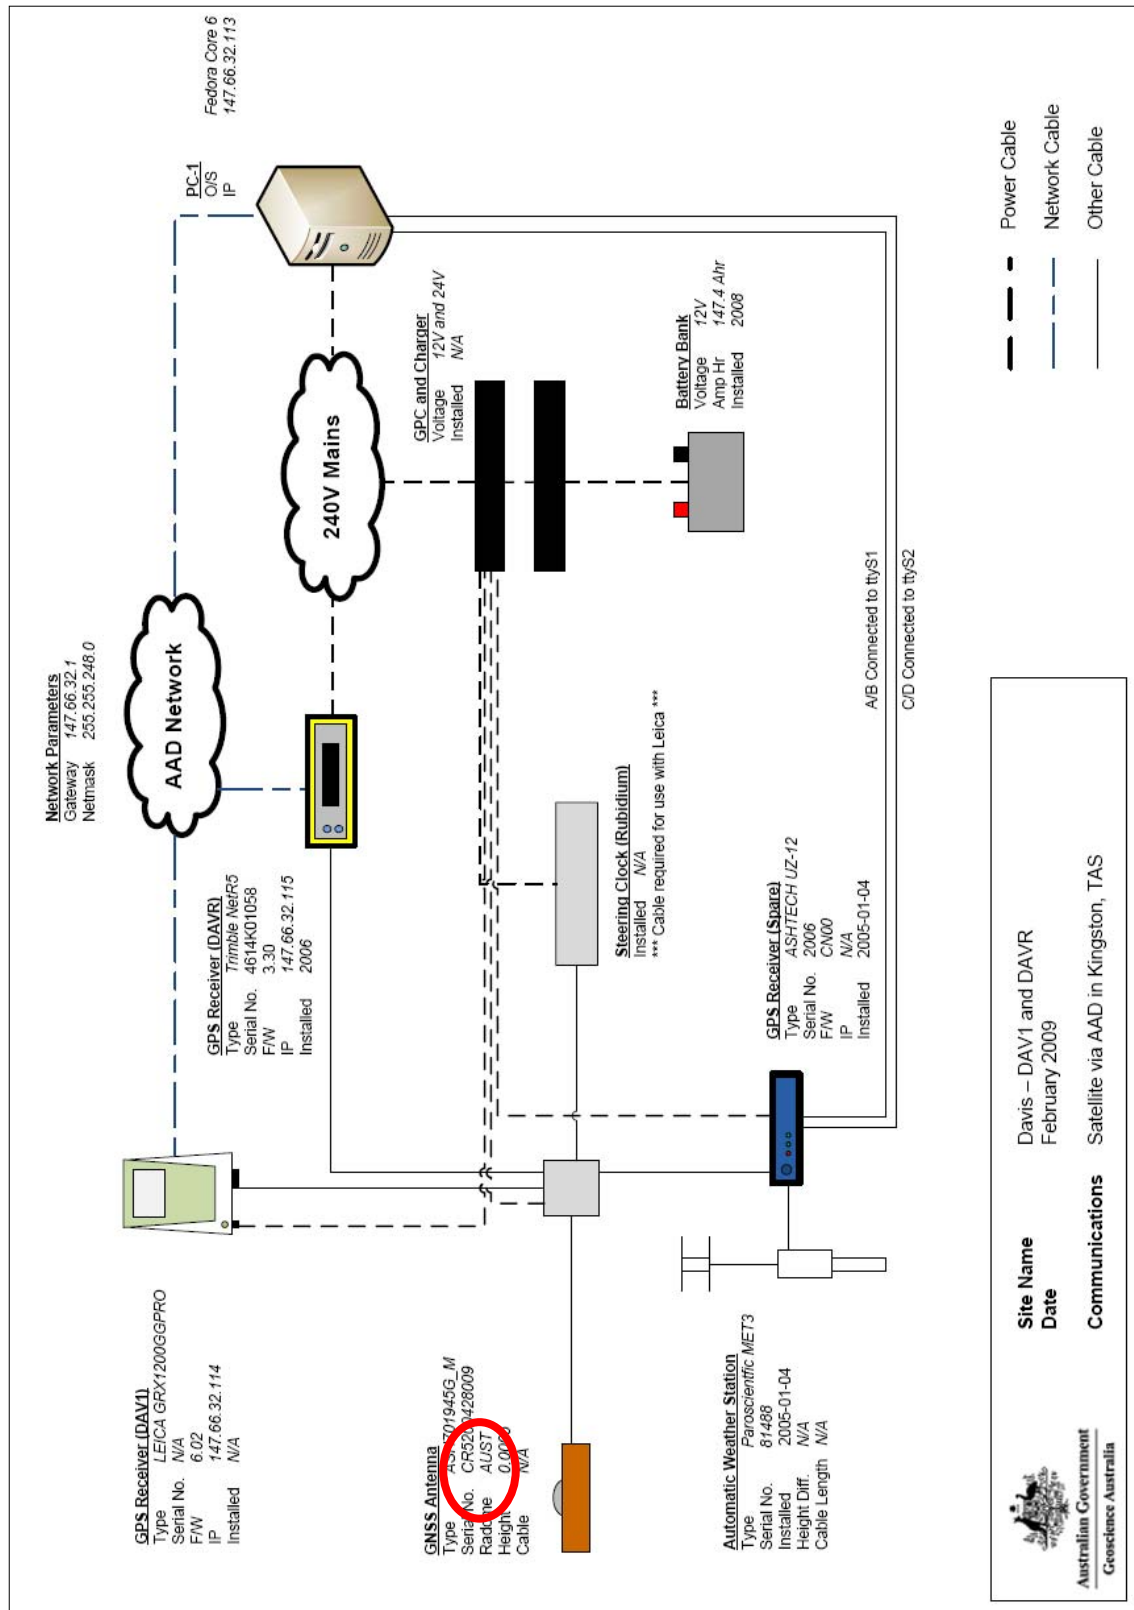 Network Parameters
Gateway 147.66.32.1
Netmask 255.255.248.0
AAD Network
PC-1
O/S Fedora Core 6
IP 147.66.32.113
240V Mains
GPS Receiver (DAV1)
Type LEICA GRX1200GGPRO
Serial No. N/A
F/W 6.02
IP 147.66.32.114
Installed N/A
GPS Receiver (DAVR)
Type Trimble NetR5
Serial No. 4614K01058
F/W 3.30
IP 147.66.32.115
Installed 2006
GPC and Charger
Voltage 12V and 24V
Installed N/A
GNSS Antenna
Type
Serial No.
Radome AUST
Height
Cable N/A
Steering Clock (Rubidium)
Installed N/A
*** Cable required for use with Leica ***
Battery Bank
Voltage 12V
Amp Hr 147.4 Ahr
Installed 2008
Automatic Weather Station
Type Paroscientific MET3
Serial No. 81488
Installed 2005-01-04
Height Diff. N/A
Cable Length N/A
GPS Receiver (Spare)
Type ASHTECH UZ-12
Serial No. 2006
F/W CN00
IP N/A
Installed 2005-01-04
A/B Connected to ttyS1
C/D Connected to ttyS2
Australian Government
Geoscience Australia
Site Name Davis – DAV1 and DAVR
Date February 2009
Communications Satellite via AAD in Kingston, TAS
Power Cable
Network Cable
Other Cable